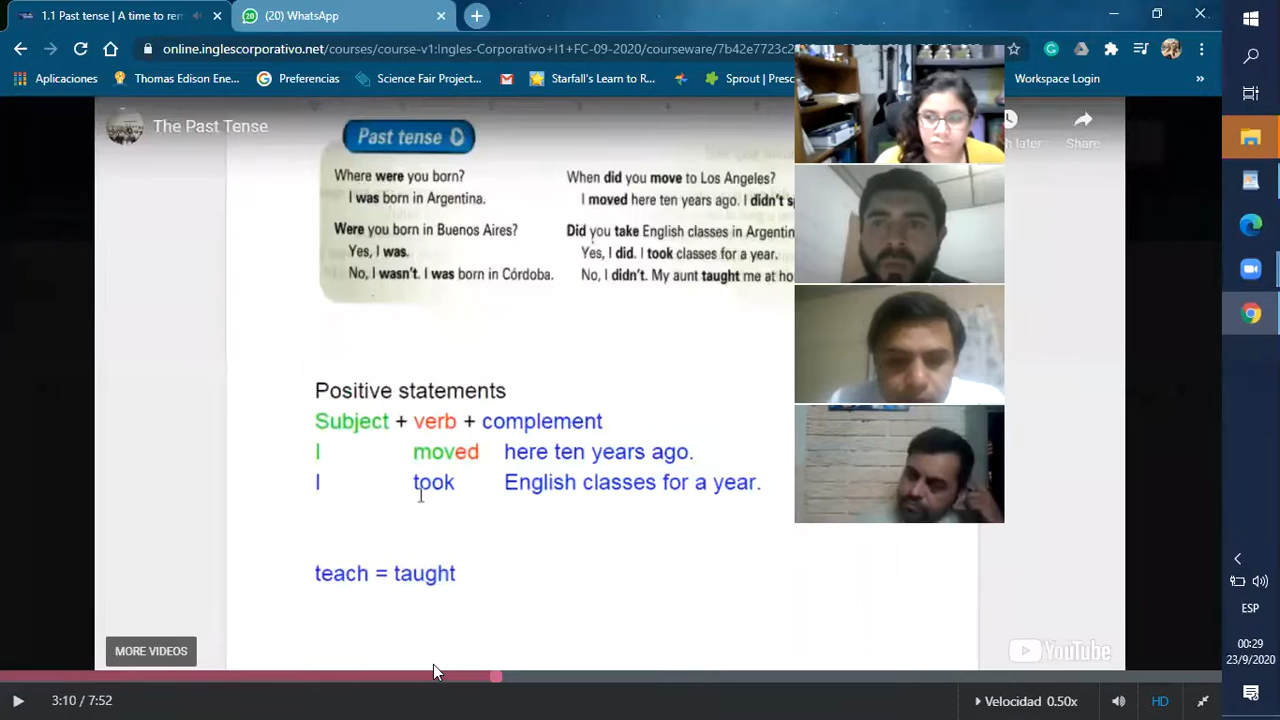 1.1 Past tense | A time to rem
(20) WhatsApp
online.inglescorporativo.net/courses/course-v1:Ingles-Corporativo+I1+FC-09-2020/courseware/7b42e7723c2
Aplicaciones
Thomas Edison Ene...
Preferencias
Science Fair Project...
Starfall's Learn to R...
Sprout | Presc
Workspace Login
»
The Past Tense
later
Share
Past tense
Where were you born?
I was born in Argentina.
Were you born in Buenos Aires?
Yes, I was.
No, I wasn't. I was born in Córdoba.
When did you move to Los Angeles?
I moved here ten years ago. I didn't s
Did you take English classes in Argentin
Yes, I did. I took classes for a year.
No, I didn't. My aunt taught me at ho
Positive statements
Subject + verb + complement
I moved here ten years ago.
I took English classes for a year.
teach = taught
MORE VIDEOS
YouTube
3:10 / 7:52
Velocidad 0.50x
HD
ESP
00:29
23/9/2020